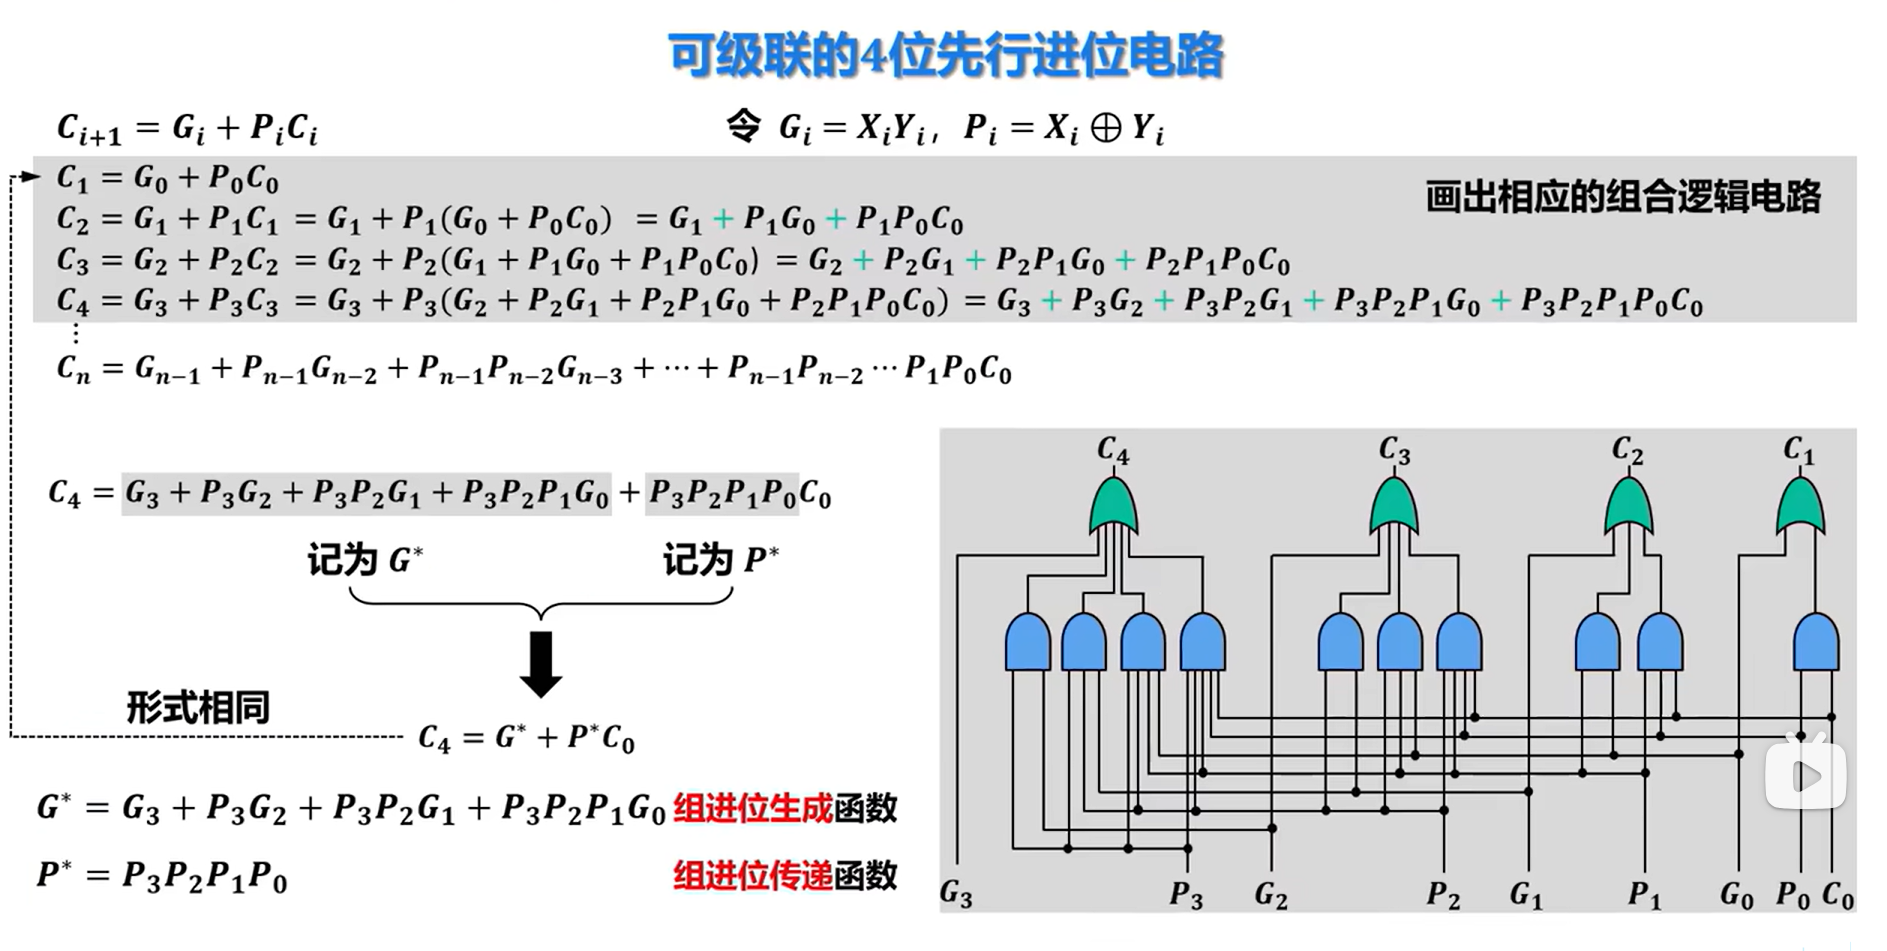 可级联的4位先行进位电路
C_{i+1} = G_i + P_iC_i
令 G_i = X_iY_i, P_i = X_i ⊕ Y_i
C_1 = G_0 + P_0C_0
画出相应的组合逻辑电路
C_2 = G_1 + P_1C_1 = G_1 + P_1(G_0 + P_0C_0) = G_1 + P_1G_0 + P_1P_0C_0
C_3 = G_2 + P_2C_2 = G_2 + P_2(G_1 + P_1G_0 + P_1P_0C_0) = G_2 + P_2G_1 + P_2P_1G_0 + P_2P_1P_0C_0
C_4 = G_3 + P_3C_3 = G_3 + P_3(G_2 + P_2G_1 + P_2P_1G_0 + P_2P_1P_0C_0) = G_3 + P_3G_2 + P_3P_2G_1 + P_3P_2P_1G_0 + P_3P_2P_1P_0C_0
⋮
C_n = G_{n-1} + P_{n-1}G_{n-2} + P_{n-1}P_{n-2}G_{n-3} + ⋯ + P_{n-1}P_{n-2} ⋯ P_1P_0C_0
C_4 = G_3 + P_3G_2 + P_3P_2G_1 + P_3P_2P_1G_0 + P_3P_2P_1P_0C_0
记为 G* 记为 P*
形式相同
C_4 = G* + P*C_0
G* = G_3 + P_3G_2 + P_3P_2G_1 + P_3P_2P_1G_0 组进位生成函数
P* = P_3P_2P_1P_0 组进位传递函数
C_4 C_3 C_2 C_1
G_3 P_3 G_2 P_2 G_1 P_1 G_0 P_0 C_0